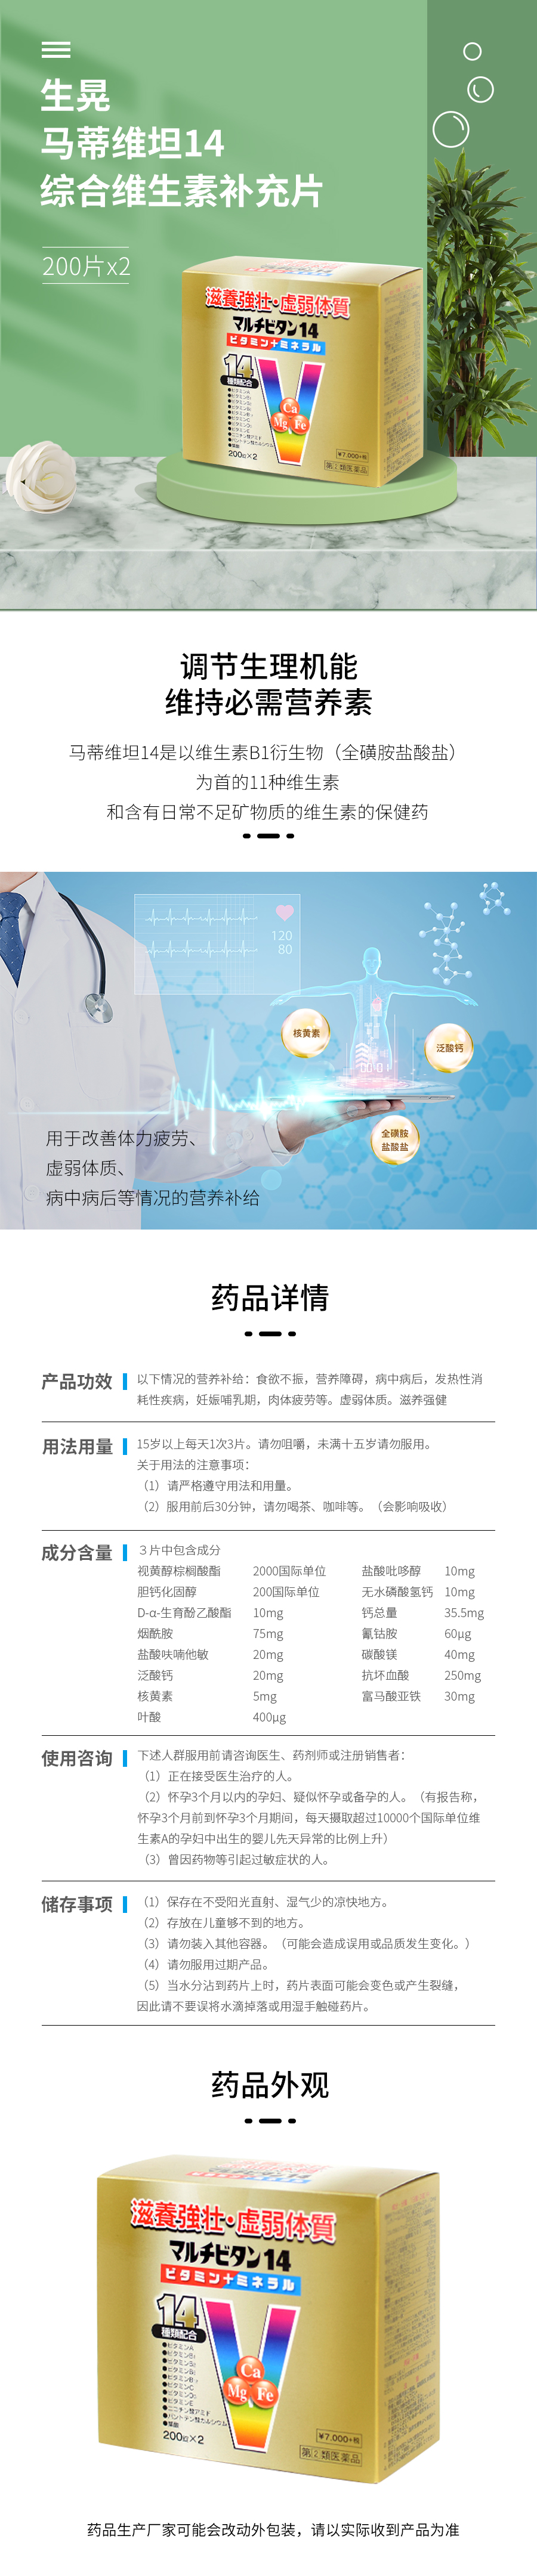 生晃
马蒂维坦14
综合维生素补充片
200片x2
滋養強壮・虚弱体質
マルチビタン14
ビタミン+ミネラル
14
種類配合
Ca
Mg
Fe
200錠×2
¥7,000+税
第②類医薬品
调节生理机能
维持必需营养素
马蒂维坦14是以维生素B1衍生物（全磺胺盐酸盐）
为首的11种维生素
和含有日常不足矿物质的维生素的保健药
120
80
核黄素
泛酸钙
全磺胺
盐酸盐
用于改善体力疲劳、
虚弱体质、
病中病后等情况的营养补给
药品详情
产品功效
以下情况的营养补给：食欲不振，营养障碍，病中病后，发热性消
耗性疾病，妊娠哺乳期，肉体疲劳等。虚弱体质。滋养强健
用法用量
15岁以上每天1次3片。请勿咀嚼，未满十五岁请勿服用。
关于用法的注意事项：
（1）请严格遵守用法和用量。
（2）服用前后30分钟，请勿喝茶、咖啡等。（会影响吸收）
成分含量
３片中包含成分
视黄醇棕榈酸酯 2000国际单位 盐酸吡哆醇 10mg
胆钙化固醇 200国际单位 无水磷酸氢钙 10mg
D-α-生育酚乙酸酯 10mg 钙总量 35.5mg
烟酰胺 75mg 氰钴胺 60μg
盐酸呋喃他敏 20mg 碳酸镁 40mg
泛酸钙 20mg 抗坏血酸 250mg
核黄素 5mg 富马酸亚铁 30mg
叶酸 400μg
使用咨询
下述人群服用前请咨询医生、药剂师或注册销售者：
（1）正在接受医生治疗的人。
（2）怀孕3个月以内的孕妇、疑似怀孕或备孕的人。（有报告称，
怀孕3个月前到怀孕3个月期间，每天摄取超过10000个国际单位维
生素A的孕妇中出生的婴儿先天异常的比例上升）
（3）曾因药物等引起过敏症状的人。
储存事项
（1）保存在不受阳光直射、湿气少的凉快地方。
（2）存放在儿童够不到的地方。
（3）请勿装入其他容器。（可能会造成误用或品质发生变化。）
（4）请勿服用过期产品。
（5）当水分沾到药片上时，药片表面可能会变色或产生裂缝，
因此请不要误将水滴掉落或用湿手触碰药片。
药品外观
滋養強壮・虚弱体質
マルチビタン14
ビタミン+ミネラル
14
種類配合
ビタミンA
ニコチン酸アミド
パントテン酸カルシウム
葉酸
Ca
Mg
Fe
200錠×2
¥7,000+税
第②類医薬品
药品生产厂家可能会改动外包装，请以实际收到产品为准